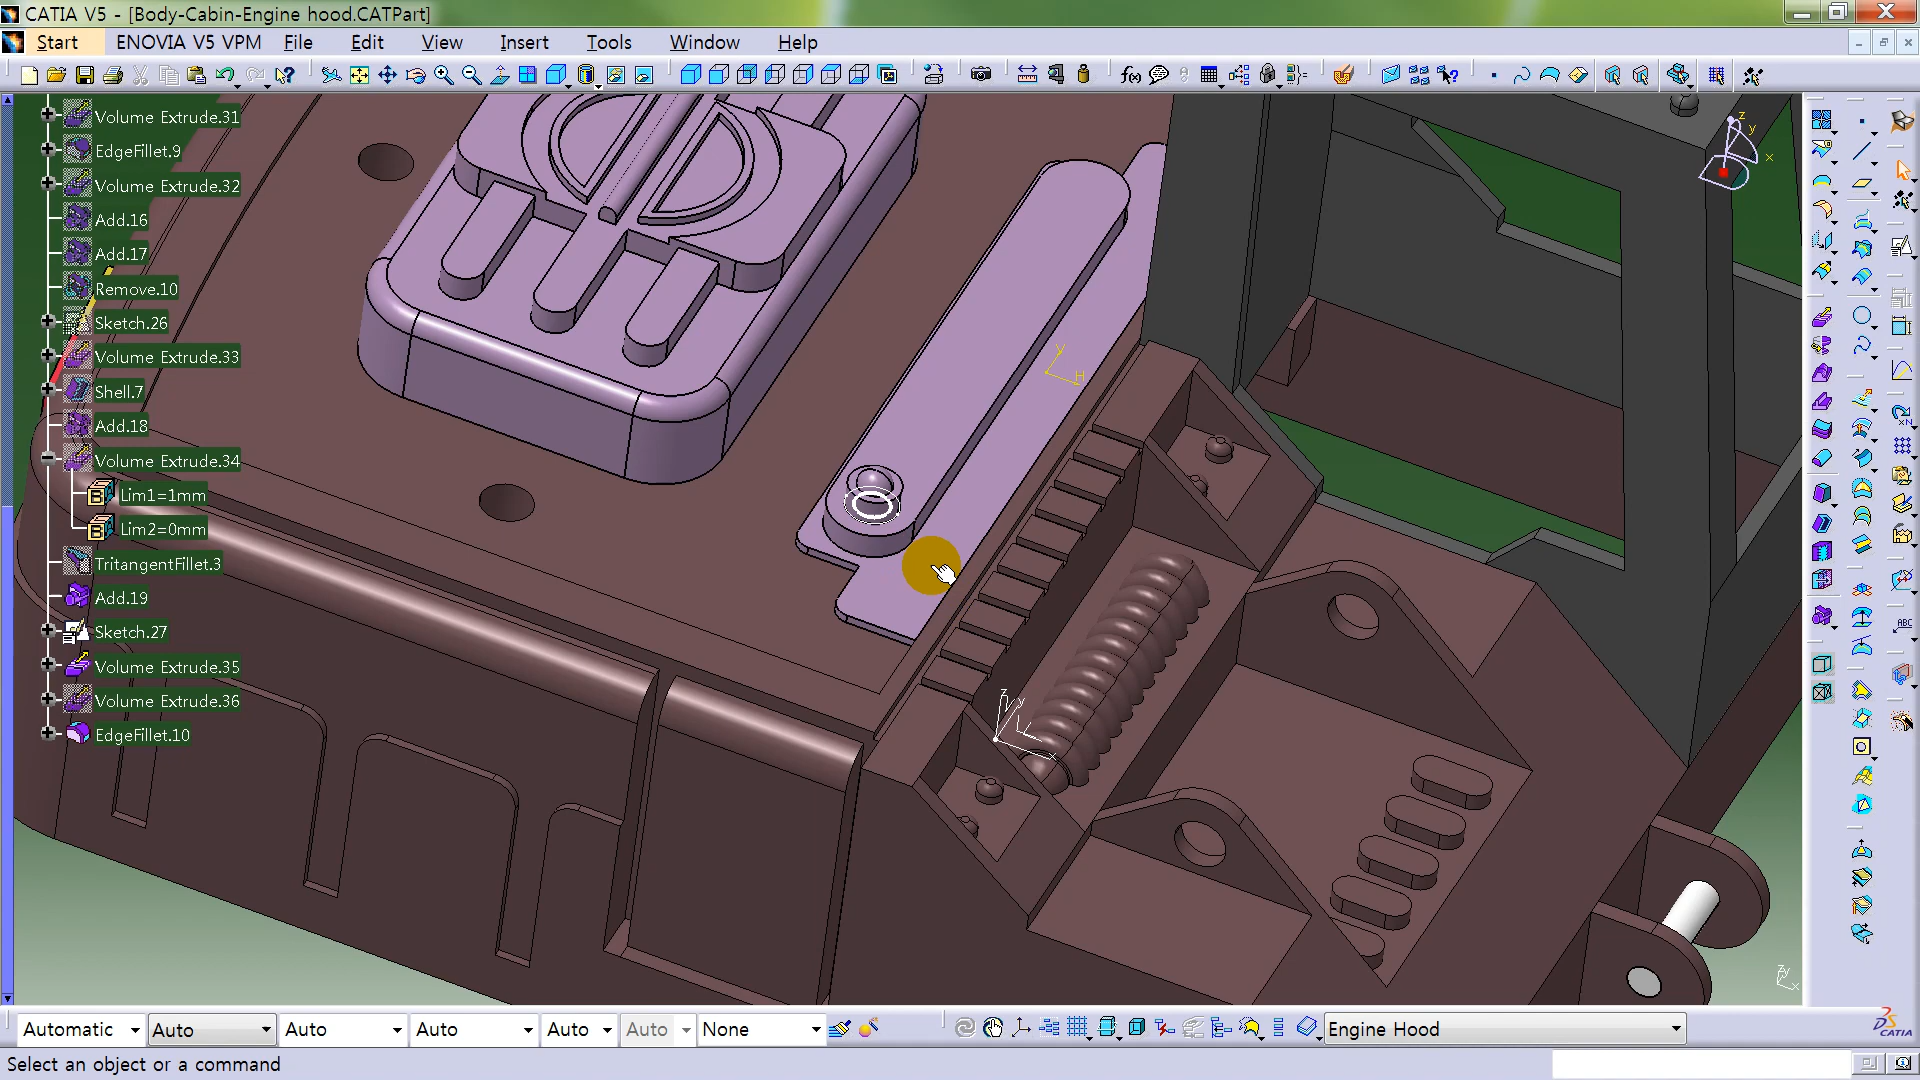 CATIA V5 - [Body-Cabin-Engine hood.CATPart]
Start ENOVIA V5 VPM File Edit View Insert Tools Window Help
Volume Extrude.31
EdgeFillet.9
Volume Extrude.32
Add.16
Add.17
Remove.10
Sketch.26
Volume Extrude.33
Shell.7
Add.18
Volume Extrude.34
Lim1=1mm
Lim2=0mm
TritangentFillet.3
Add.19
Sketch.27
Volume Extrude.35
Volume Extrude.36
EdgeFillet.10
z
y
x
y
H
z
y
x
Automatic Auto Auto Auto Auto Auto None Engine Hood
CATIA
Select an object or a command